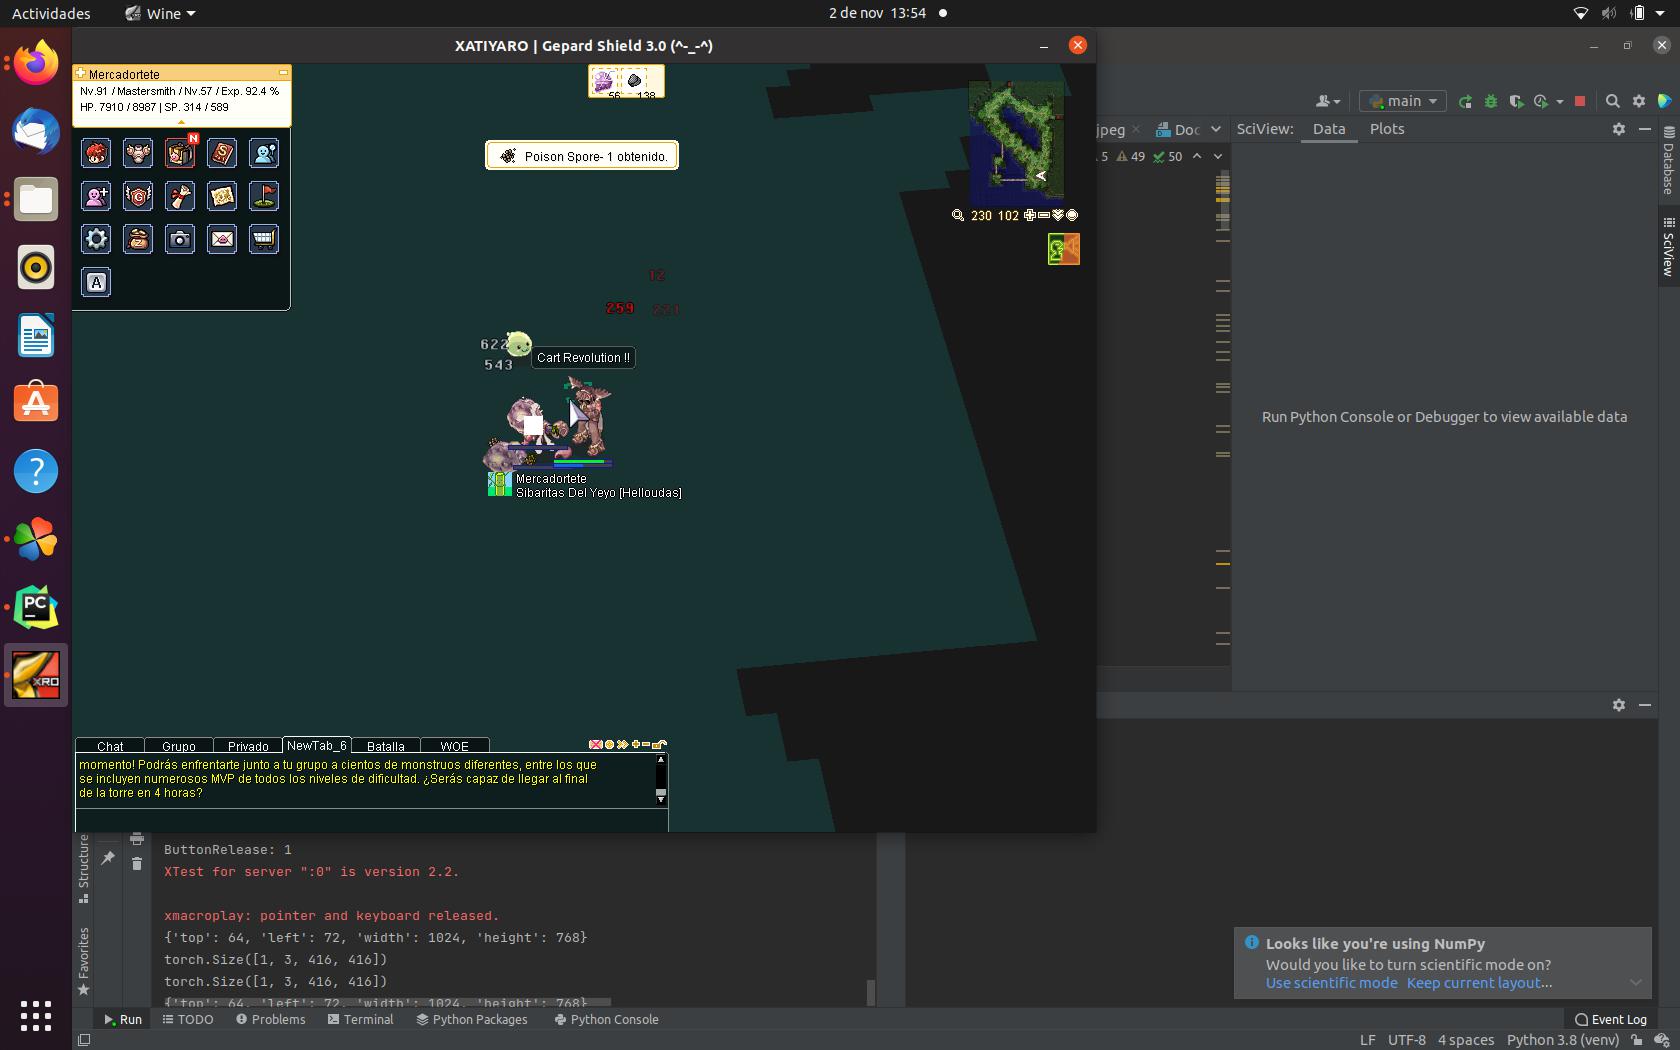 Actividades
Wine
2 de nov 13:54
XATIYARO | Gepard Shield 3.0 (^-_-^)
Mercadortete
Nv.91 / Mastersmith / Nv.57 / Exp. 92.4 %
HP. 7910 / 8987 | SP. 314 / 589
N
A
56
138
Poison Spore- 1 obtenido.
230 102
12
259
622
543
Cart Revolution !!
Mercadortete
Sibaritas Del Yeyo [Helloudas]
Chat
Grupo
Privado
NewTab_6
Batalla
WOE
momento! Podrás enfrentarte junto a tu grupo a cientos de monstruos diferentes, entre los que
se incluyen numerosos MVP de todos los niveles de dificultad. ¿Serás capaz de llegar al final
de la torre en 4 horas?
main
jpeg
Doc
SciView:
Data
Plots
5
49
50
Database
SciView
Run Python Console or Debugger to view available data
PC
XRO
Structure
Favorites
ButtonRelease: 1
XTest for server ":0" is version 2.2.
xmacroplay: pointer and keyboard released.
{'top': 64, 'left': 72, 'width': 1024, 'height': 768}
torch.Size([1, 3, 416, 416])
torch.Size([1, 3, 416, 416])
{'top': 64, 'left': 72, 'width': 1024, 'height': 768}
Looks like you're using NumPy
Would you like to turn scientific mode on?
Use scientific mode Keep current layout...
Run
TODO
Problems
Terminal
Python Packages
Python Console
Event Log
LF UTF-8 4 spaces Python 3.8 (venv)